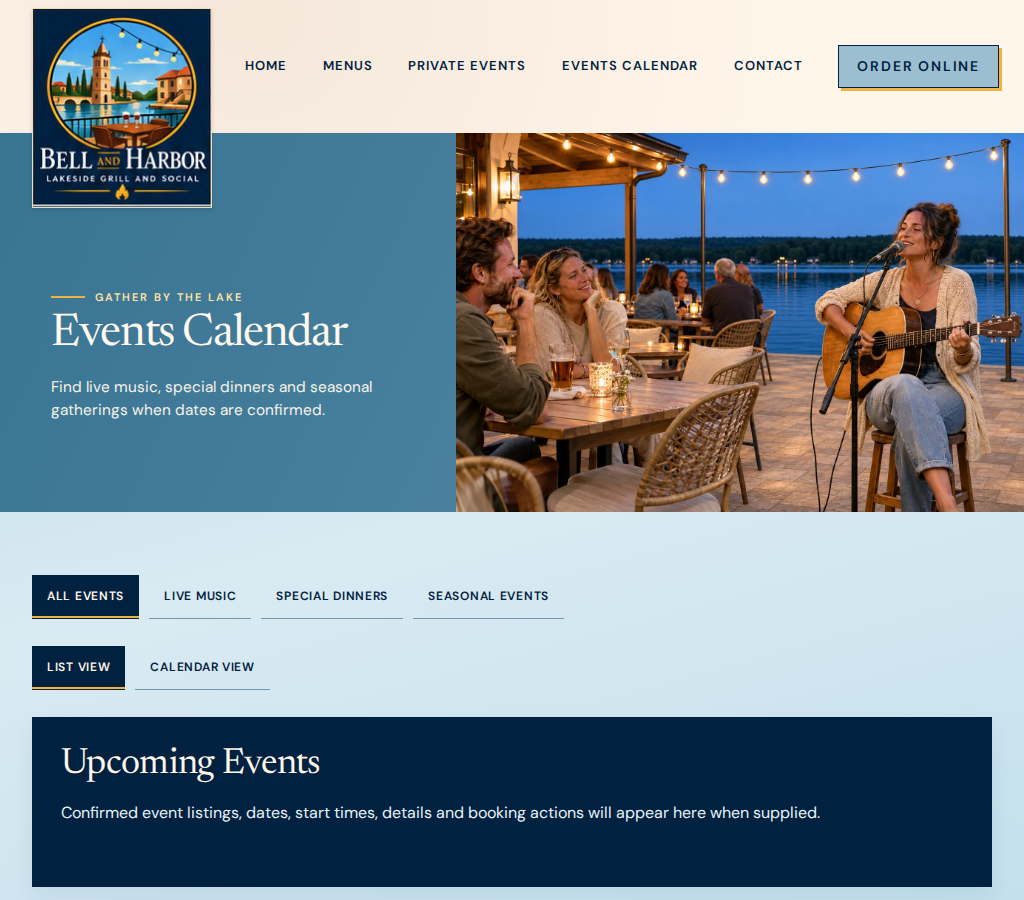 BELL AND HARBOR
LAKESIDE GRILL AND SOCIAL
HOME
MENUS
PRIVATE EVENTS
EVENTS CALENDAR
CONTACT
ORDER ONLINE
GATHER BY THE LAKE
Events Calendar
Find live music, special dinners and seasonal
gatherings when dates are confirmed.
ALL EVENTS
LIVE MUSIC
SPECIAL DINNERS
SEASONAL EVENTS
LIST VIEW
CALENDAR VIEW
Upcoming Events
Confirmed event listings, dates, start times, details and booking actions will appear here when supplied.